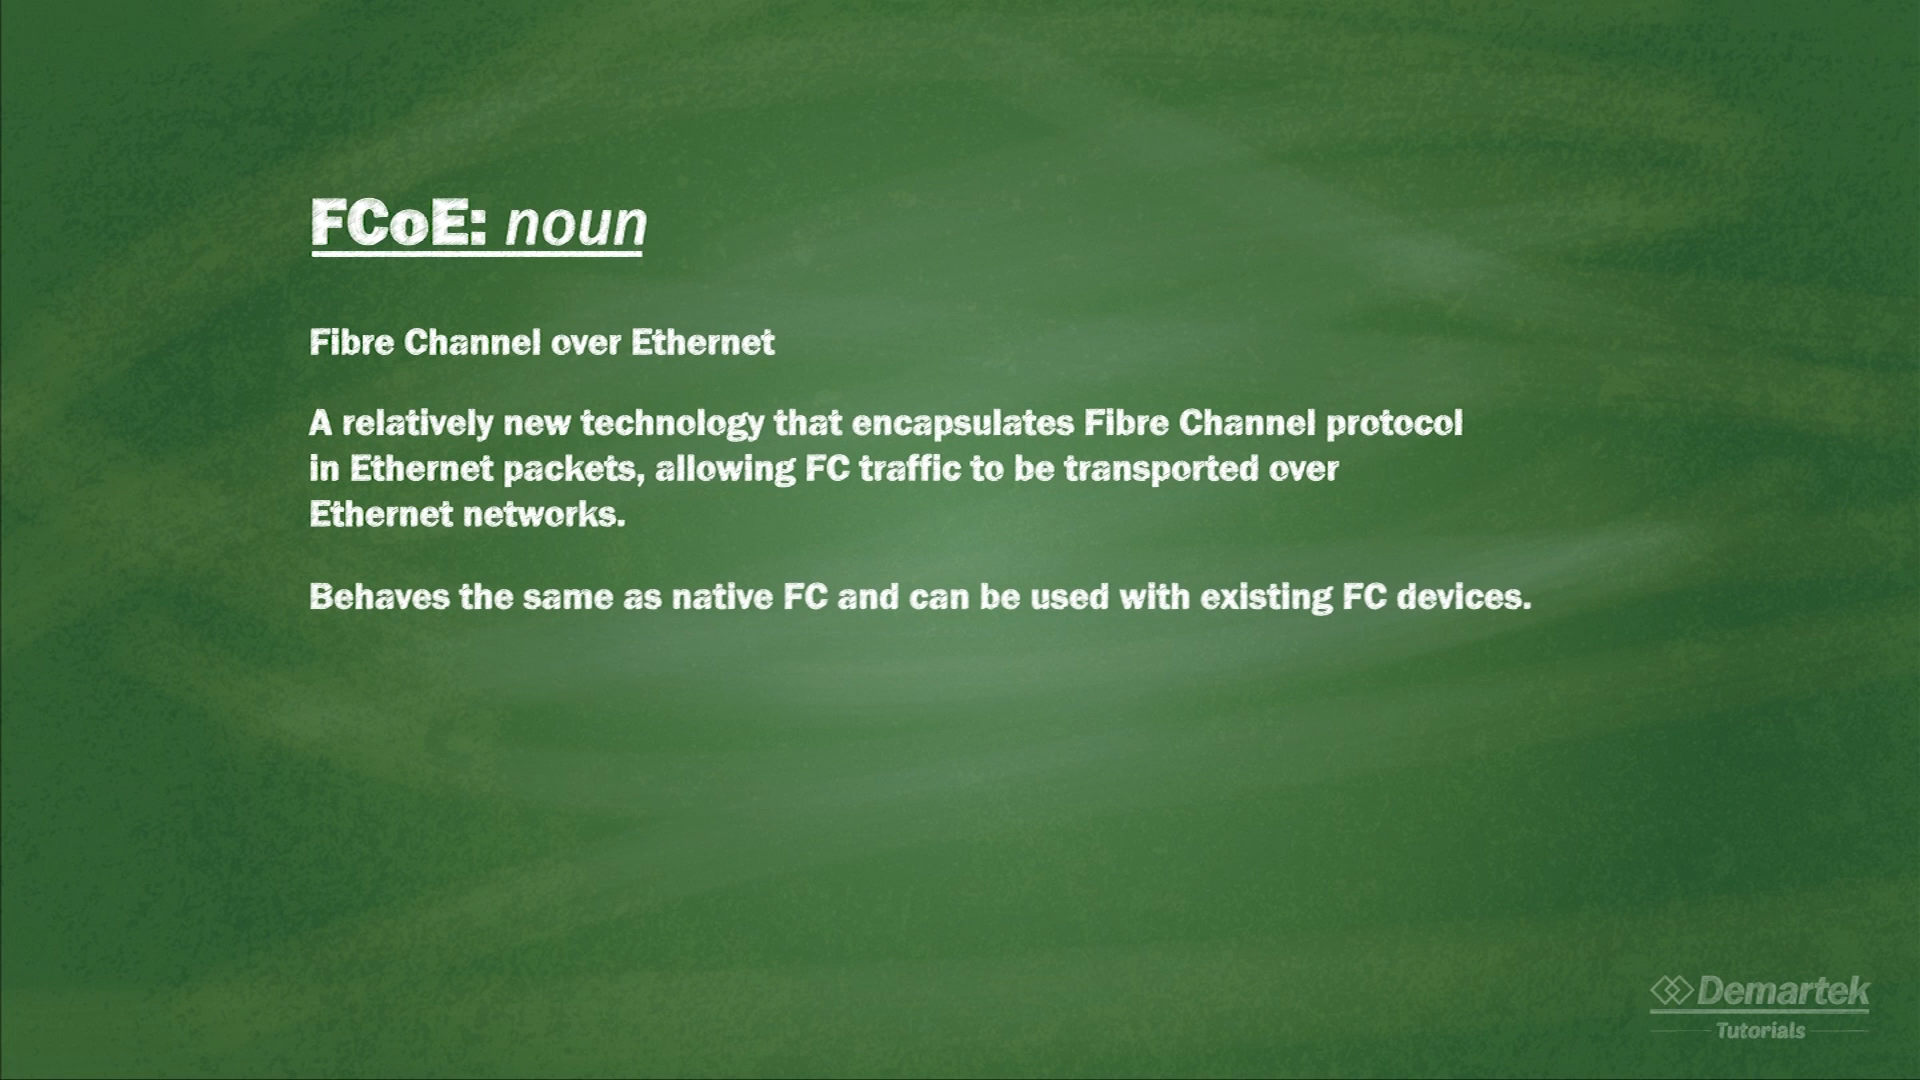 FCoE: noun
Fibre Channel over Ethernet
A relatively new technology that encapsulates Fibre Channel protocol
in Ethernet packets, allowing FC traffic to be transported over
Ethernet networks.
Behaves the same as native FC and can be used with existing FC devices.
Demartek
Tutorials